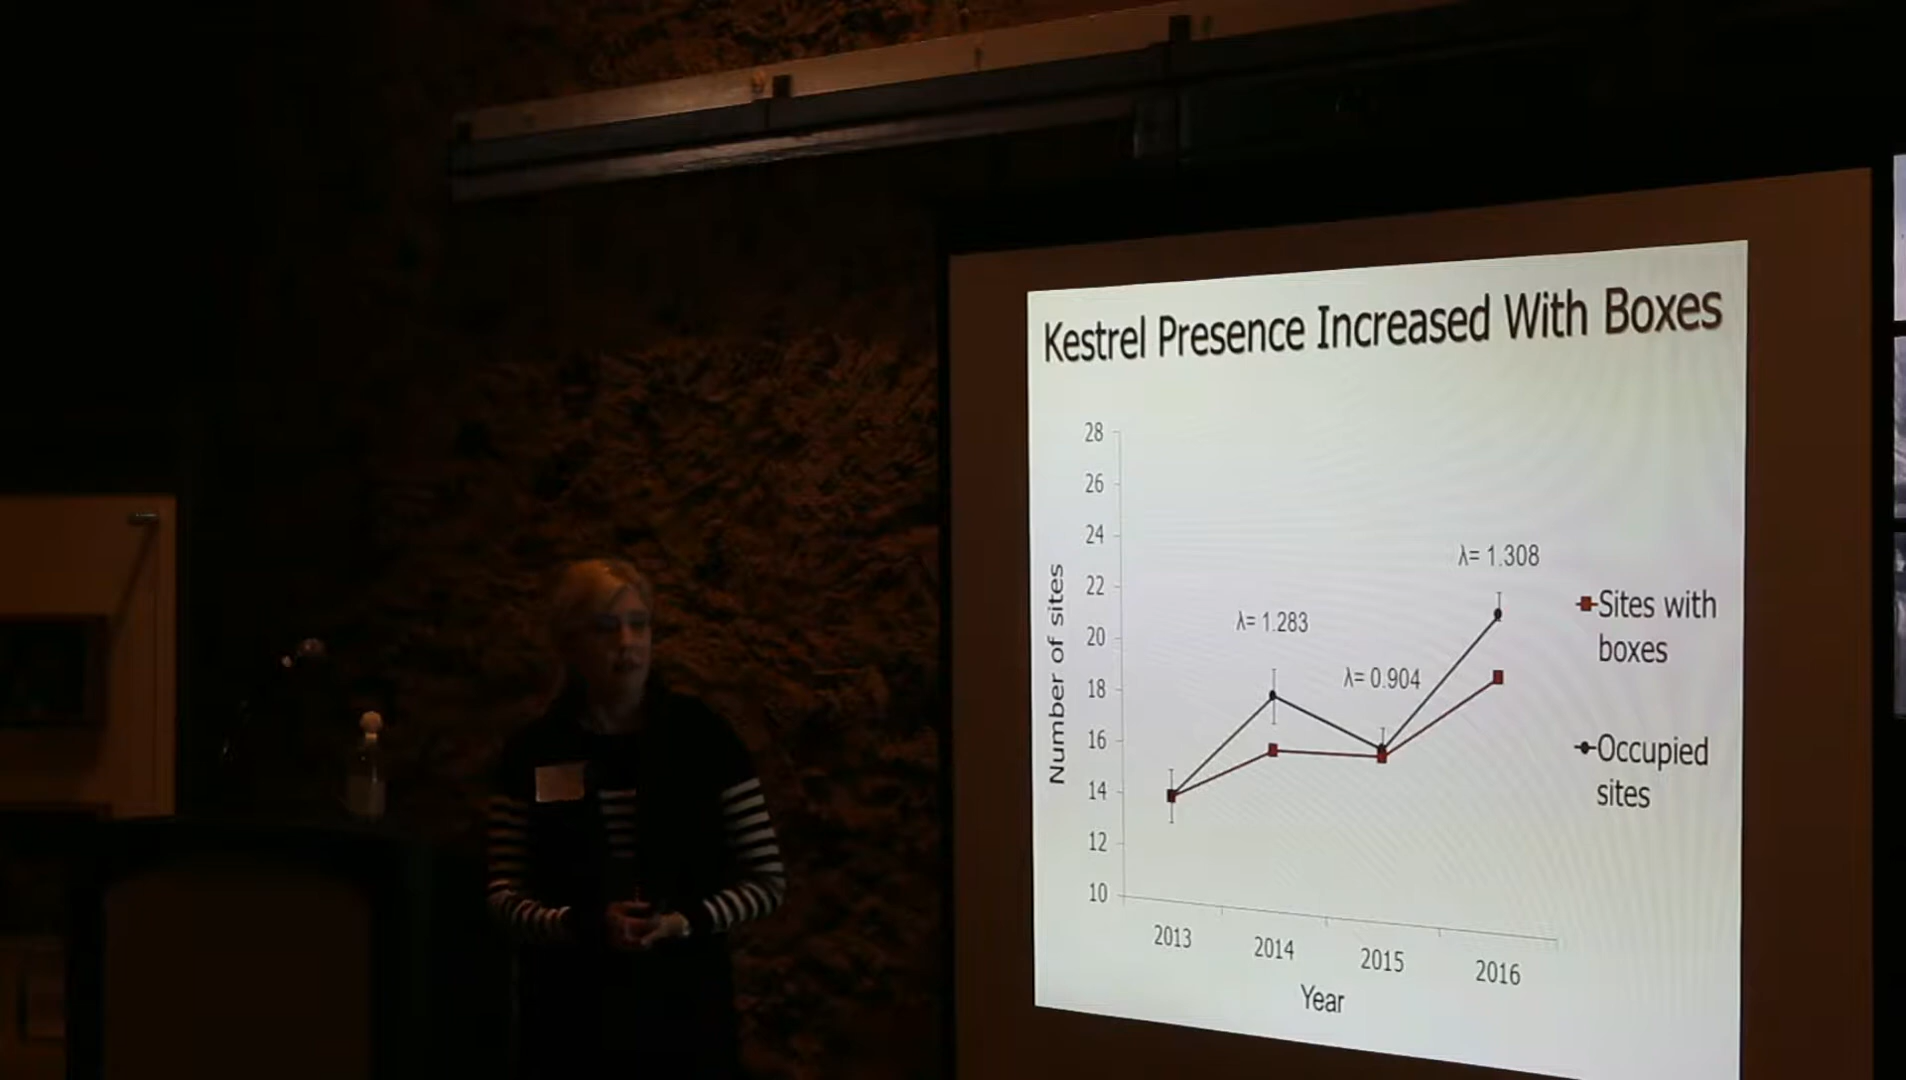 Kestrel Presence Increased With Boxes
28
26
24
22
20
18
16
14
12
10
Number of sites
λ= 1.283
λ= 0.904
λ= 1.308
Sites with
boxes
Occupied
sites
2013
2014
2015
2016
Year